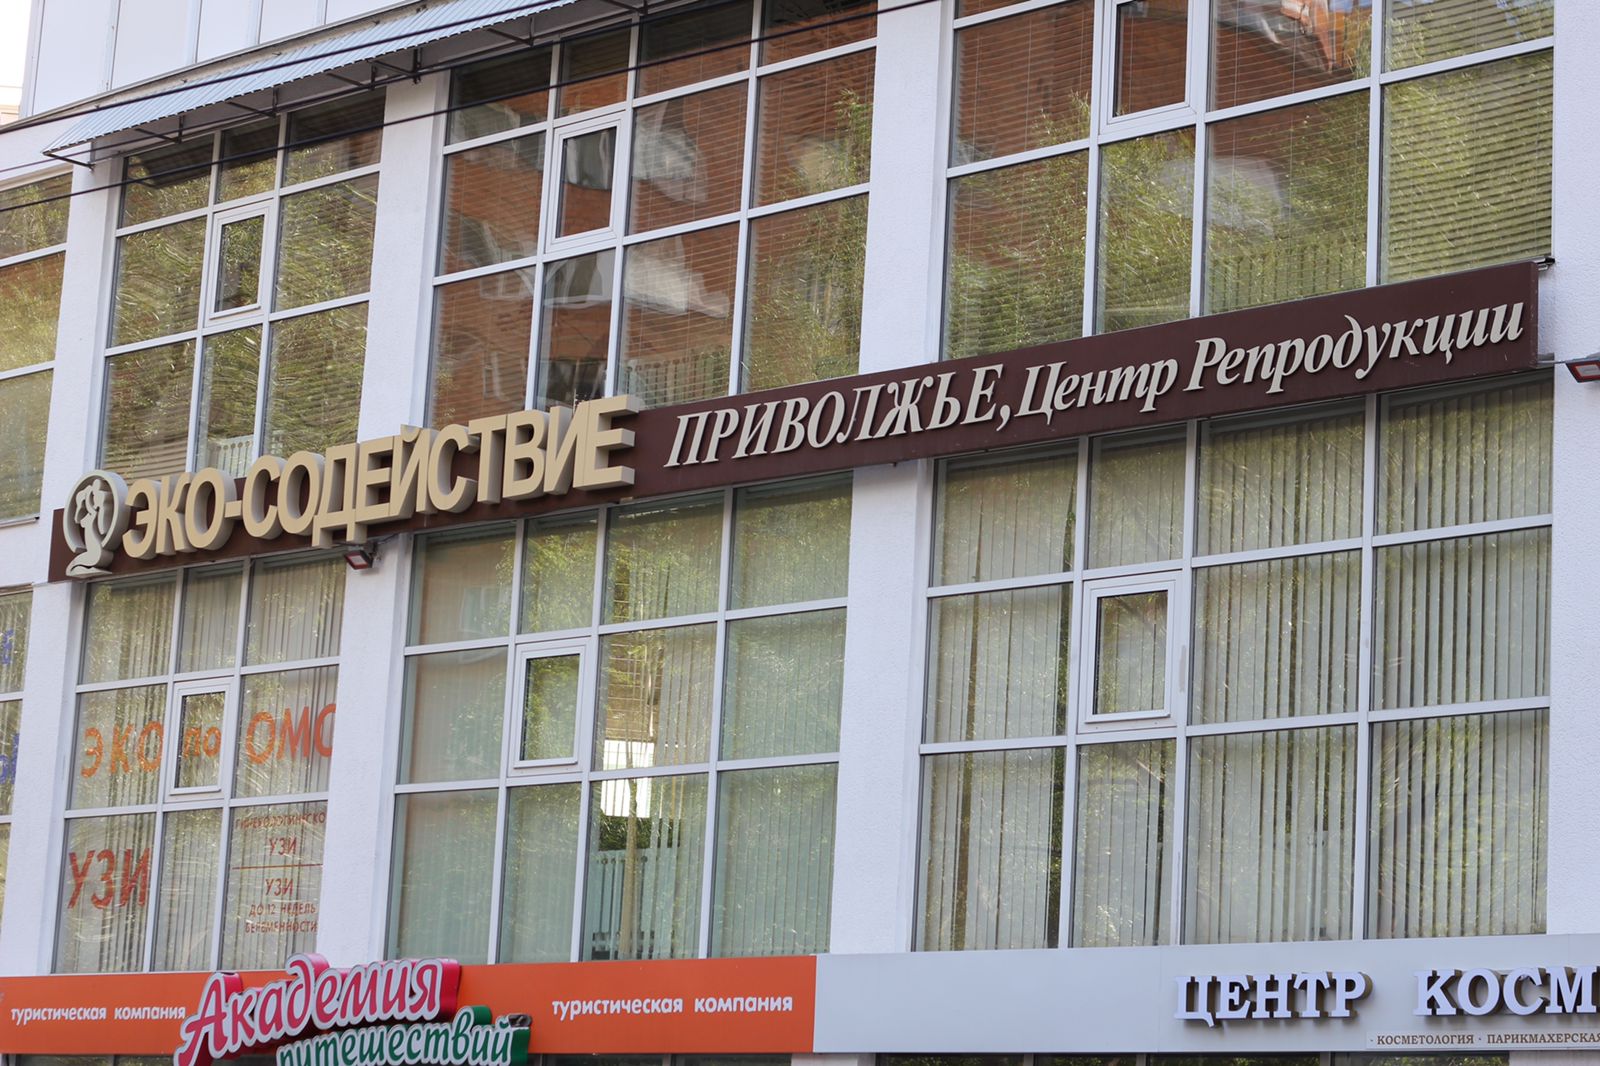 ЭКО-СОДЕЙСТВИЕ ПРИВОЛЖЬЕ, Центр Репродукции
ЭКО по ОМС
УЗИ
УЗИ
УЗИ
ДО 12 НЕДЕЛЬ
БЕРЕМЕННОСТИ
туристическая компания
Академия
путешествий
туристическая компания
ЦЕНТР КОСМ
· КОСМЕТОЛОГИЯ · ПАРИКМАХЕРСКАЯ